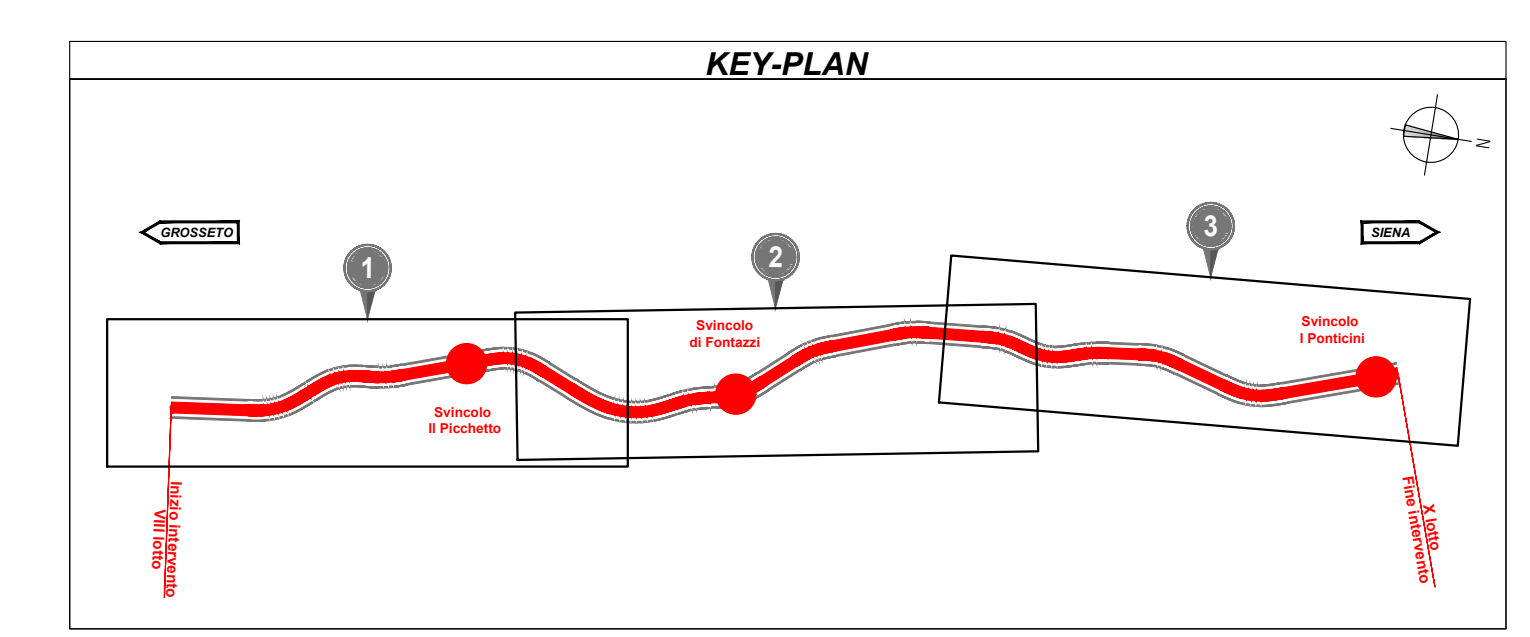 KEY-PLAN
N
GROSSETO
SIENA
1
2
3
Svincolo
Il Picchetto
Svincolo
di Fontazzi
Svincolo
I Ponticini
Inizio intervento
VIII lotto
X lotto
Fine intervento